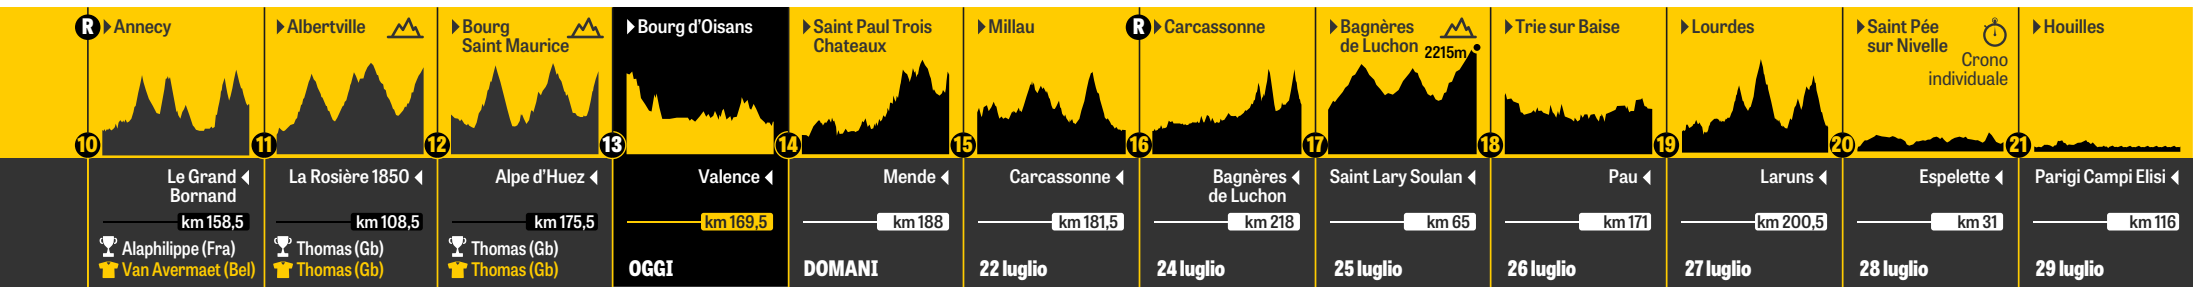 R
Annecy
10
Le Grand
Bornand
km 158,5
Alaphilippe (Fra)
Van Avermaet (Bel)
Albertville
11
La Rosière 1850
km 108,5
Thomas (Gb)
Thomas (Gb)
Bourg
Saint Maurice
12
Alpe d'Huez
km 175,5
Thomas (Gb)
Thomas (Gb)
Bourg d'Oisans
13
Valence
km 169,5
OGGI
Saint Paul Trois
Chateaux
14
Mende
km 188
DOMANI
Millau
15
Carcassonne
km 181,5
22 luglio
R
Carcassonne
16
Bagnères
de Luchon
km 218
24 luglio
Bagnères
de Luchon
2215m
17
Saint Lary Soulan
km 65
25 luglio
Trie sur Baise
18
Pau
km 171
26 luglio
Lourdes
19
Laruns
km 200,5
27 luglio
Saint Pée
sur Nivelle
Crono
individuale
20
Espelette
km 31
28 luglio
Houilles
21
Parigi Campi Elisi
km 116
29 luglio